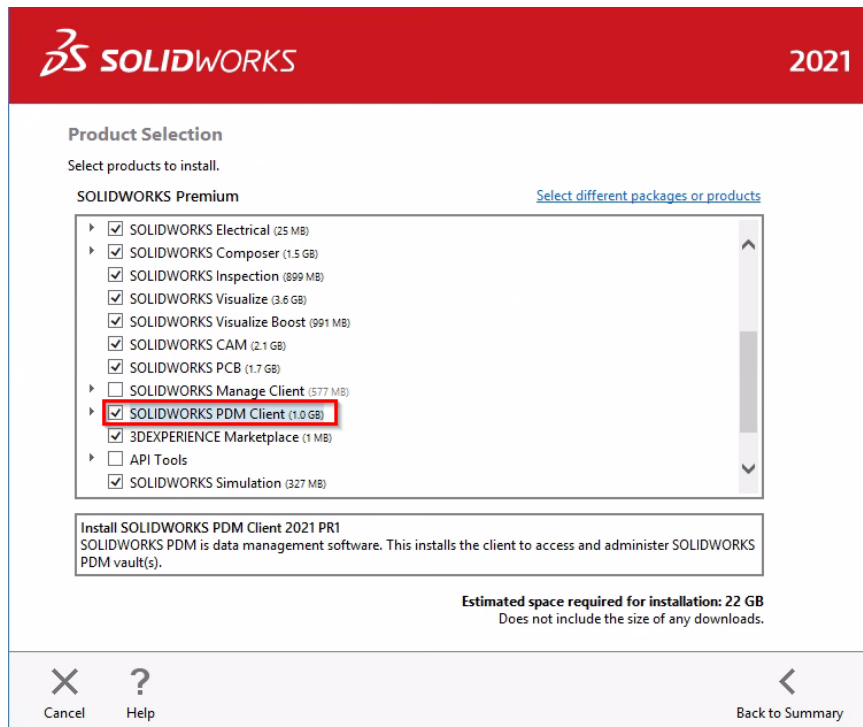 SOLIDWORKS
2021
Product Selection
Select products to install.
SOLIDWORKS Premium
Select different packages or products
SOLIDWORKS Electrical (25 MB)
SOLIDWORKS Composer (1.5 GB)
SOLIDWORKS Inspection (899 MB)
SOLIDWORKS Visualize (3.6 GB)
SOLIDWORKS Visualize Boost (991 MB)
SOLIDWORKS CAM (2.1 GB)
SOLIDWORKS PCB (1.7 GB)
SOLIDWORKS Manage Client (577 MB)
SOLIDWORKS PDM Client (1.0 GB)
3DEXPERIENCE Marketplace (1 MB)
API Tools
SOLIDWORKS Simulation (327 MB)
Install SOLIDWORKS PDM Client 2021 PR1
SOLIDWORKS PDM is data management software. This installs the client to access and administer SOLIDWORKS
PDM vault(s).
Estimated space required for installation: 22 GB
Does not include the size of any downloads.
Cancel
Help
Back to Summary